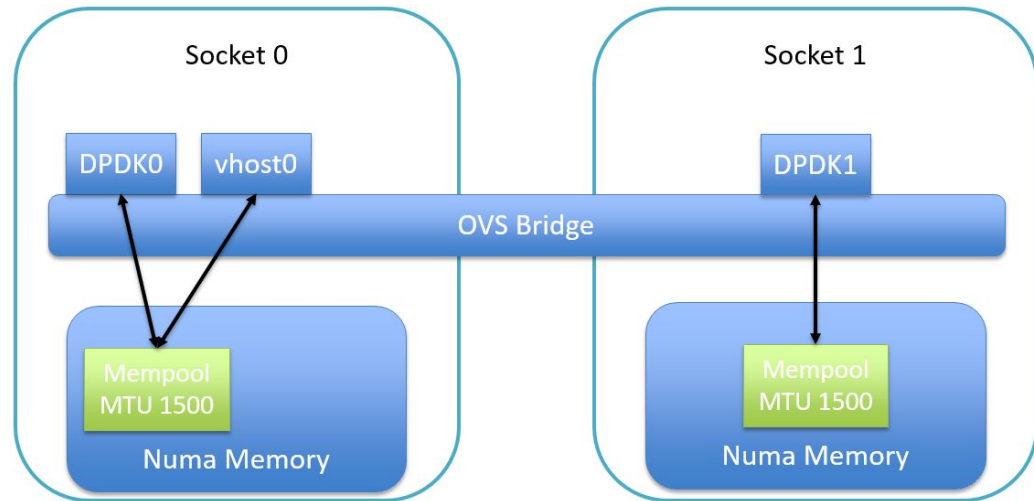 Socket 0
Socket 1
DPDK0
vhost0
DPDK1
OVS Bridge
Mempool
MTU 1500
Mempool
MTU 1500
Numa Memory
Numa Memory